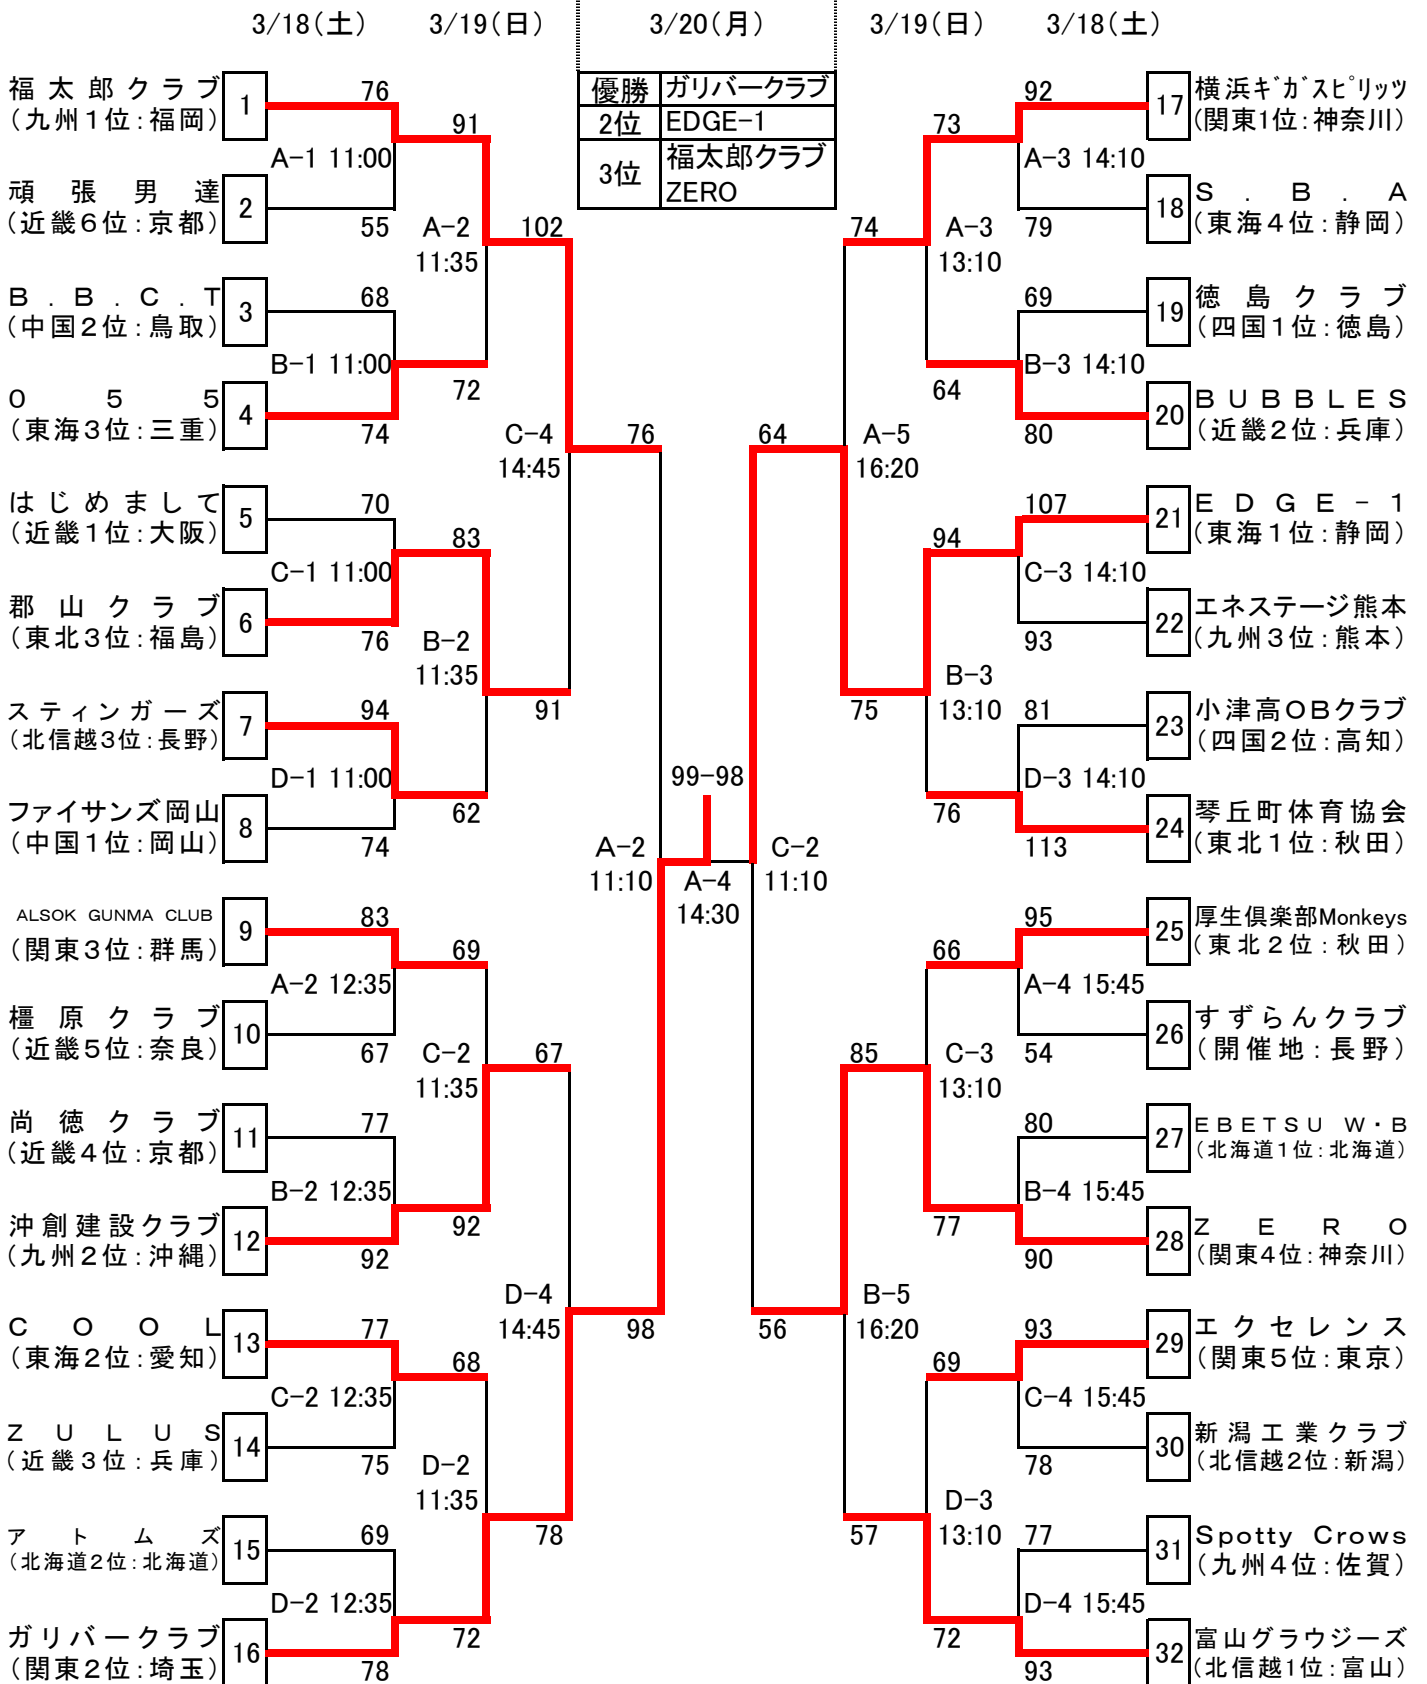 3/18(土) 3/19(日) 3/20(月) 3/19(日) 3/18(土)
優勝 ガリバークラブ
2位 EDGE-1
3位 福太郎クラブ
ZERO
福太郎クラブ
(九州1位:福岡)
1
76
A-1 11:00
頑張男達
(近畿6位:京都)
2
55
91
A-2
11:35
B.B.C.T
(中国2位:鳥取)
3
68
B-1 11:00
055
(東海3位:三重)
4
74
72
102
C-4
14:45
はじめまして
(近畿1位:大阪)
5
70
C-1 11:00
郡山クラブ
(東北3位:福島)
6
76
83
B-2
11:35
スティンガーズ
(北信越3位:長野)
7
94
D-1 11:00
ファイサンズ岡山
(中国1位:岡山)
8
74
62
91
76
A-2
11:10
ALSOK GUNMA CLUB
(関東3位:群馬)
9
83
A-2 12:35
橿原クラブ
(近畿5位:奈良)
10
67
69
C-2
11:35
尚徳クラブ
(近畿4位:京都)
11
77
B-2 12:35
沖創建設クラブ
(九州2位:沖縄)
12
92
92
67
D-4
14:45
COOL
(東海2位:愛知)
13
77
C-2 12:35
ZULUS
(近畿3位:兵庫)
14
75
68
D-2
11:35
アトムズ
(北海道2位:北海道)
15
69
D-2 12:35
ガリバークラブ
(関東2位:埼玉)
16
78
72
78
98
99-98
A-4
14:30
横浜ギガスピリッツ
(関東1位:神奈川)
17
92
A-3 14:10
S.B.A
(東海4位:静岡)
18
79
73
A-3
13:10
徳島クラブ
(四国1位:徳島)
19
69
B-3 14:10
BUBBLES
(近畿2位:兵庫)
20
80
64
74
A-5
16:20
EDGE-1
(東海1位:静岡)
21
107
C-3 14:10
エネステージ熊本
(九州3位:熊本)
22
93
94
B-3
13:10
小津高OBクラブ
(四国2位:高知)
23
81
D-3 14:10
琴丘町体育協会
(東北1位:秋田)
24
113
76
75
64
C-2
11:10
厚生倶楽部Monkeys
(東北2位:秋田)
25
95
A-4 15:45
すずらんクラブ
(開催地:長野)
26
54
66
C-3
13:10
EBETSU W・B
(北海道1位:北海道)
27
80
B-4 15:45
ZERO
(関東4位:神奈川)
28
90
77
85
B-5
16:20
エクセレンス
(関東5位:東京)
29
93
C-4 15:45
新潟工業クラブ
(北信越2位:新潟)
30
78
69
D-3
13:10
Spotty Crows
(九州4位:佐賀)
31
77
D-4 15:45
富山グラウジーズ
(北信越1位:富山)
32
93
72
57
56